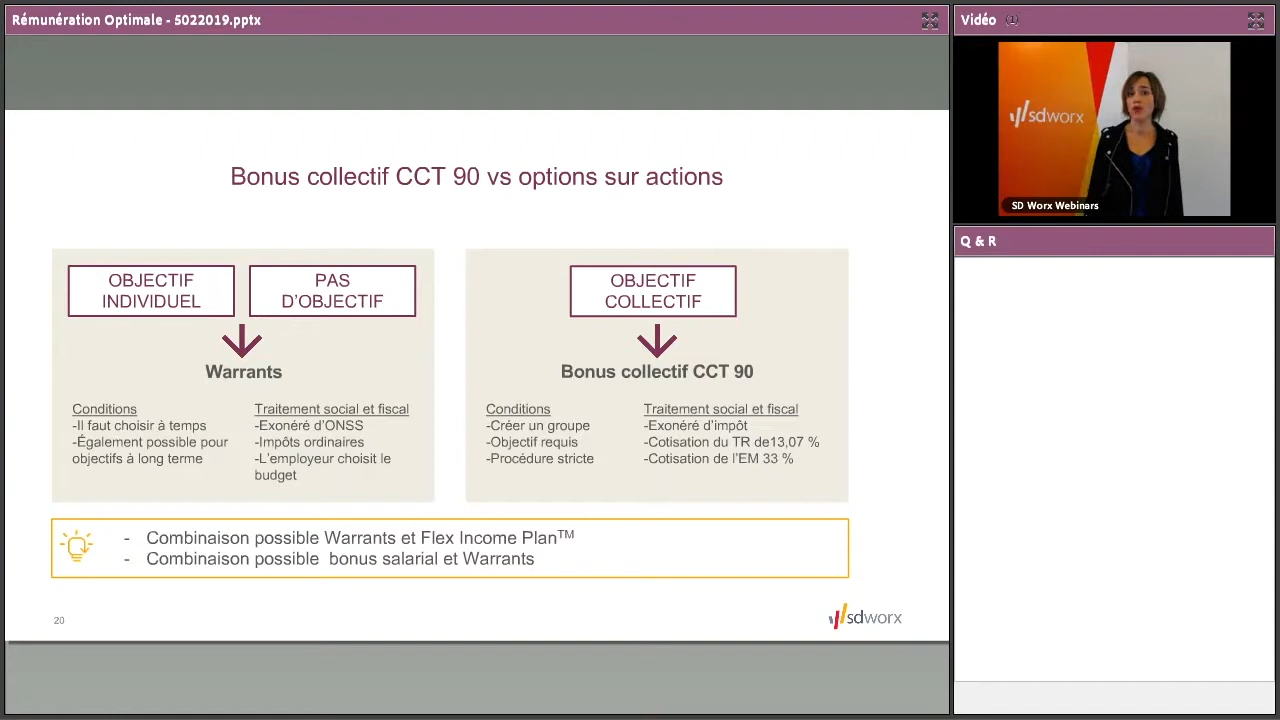 Rémunération Optimale - 5022019.pptx
Bonus collectif CCT 90 vs options sur actions
OBJECTIF
INDIVIDUEL
PAS
D'OBJECTIF
Warrants
Conditions
-Il faut choisir à temps
-Également possible pour
objectifs à long terme
Traitement social et fiscal
-Exonéré d'ONSS
-Impôts ordinaires
-L'employeur choisit le
budget
OBJECTIF
COLLECTIF
Bonus collectif CCT 90
Conditions
-Créer un groupe
-Objectif requis
-Procédure stricte
Traitement social et fiscal
-Exonéré d'impôt
-Cotisation du TR de13,07 %
-Cotisation de l'EM 33 %
- Combinaison possible Warrants et Flex Income Plan™
- Combinaison possible bonus salarial et Warrants
20
sdworx
Vidéo (1)
sdworx
SD Worx Webinars
Q & R